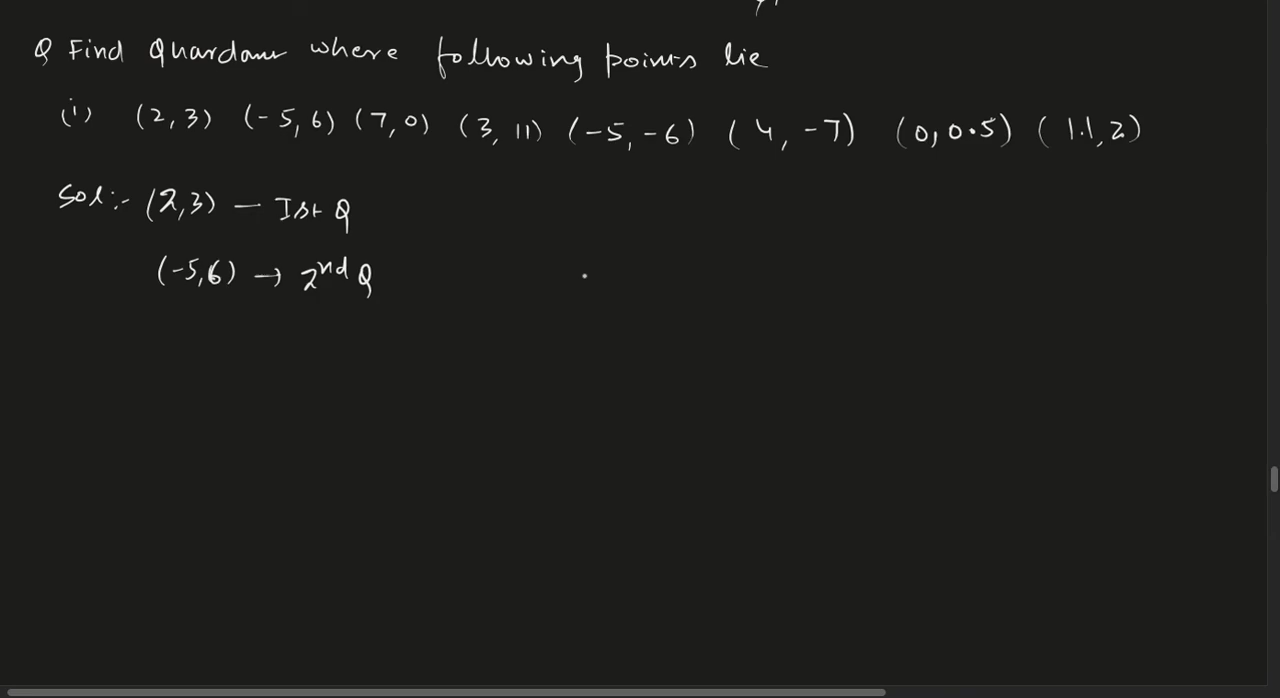 Q Find Quardant where following points lie
(i) (2,3) (-5,6) (7,0) (3,11) (-5,-6) (4,-7) (0,0.5) (1.1,2)
Sol:- (2,3) — Ist Q
(-5,6) → 2nd Q